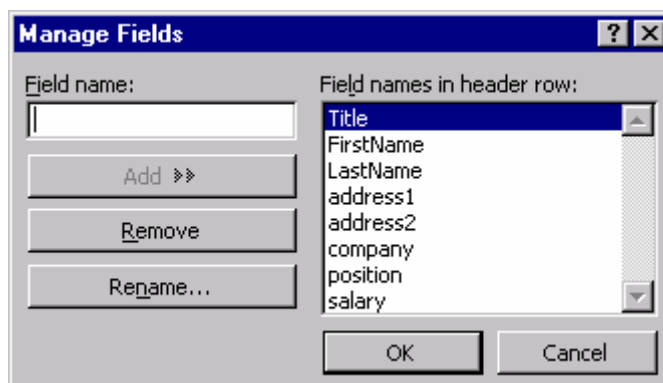 Manage Fields
Field name:
Add
Remove
Rename...
Field names in header row:
Title
FirstName
LastName
address1
address2
company
position
salary
OK
Cancel